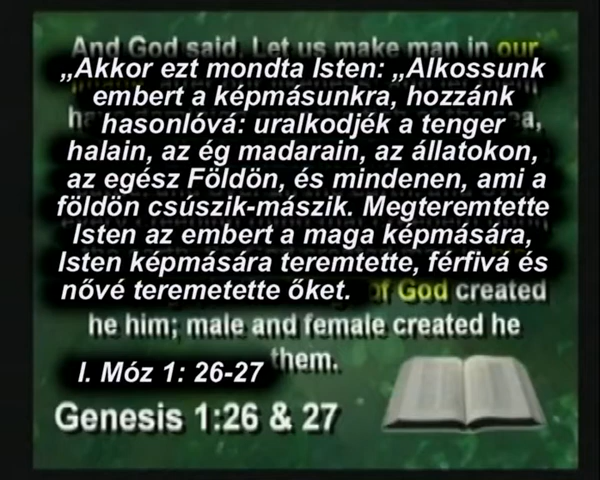 And God said, Let us make man in our
„Akkor ezt mondta Isten: „Alkossunk
embert a képmásunkra, hozzánk
hasonlóvá: uralkodjék a tenger
halain, az ég madarain, az állatokon,
az egész Földön, és mindenen, ami a
földön csúszik-mászik. Megteremtette
Isten az embert a maga képmására,
Isten képmására teremtette, férfivá és
nővé teremetette őket.
of God created
he him; male and female created he
them.
I. Móz 1: 26-27
Genesis 1:26 & 27